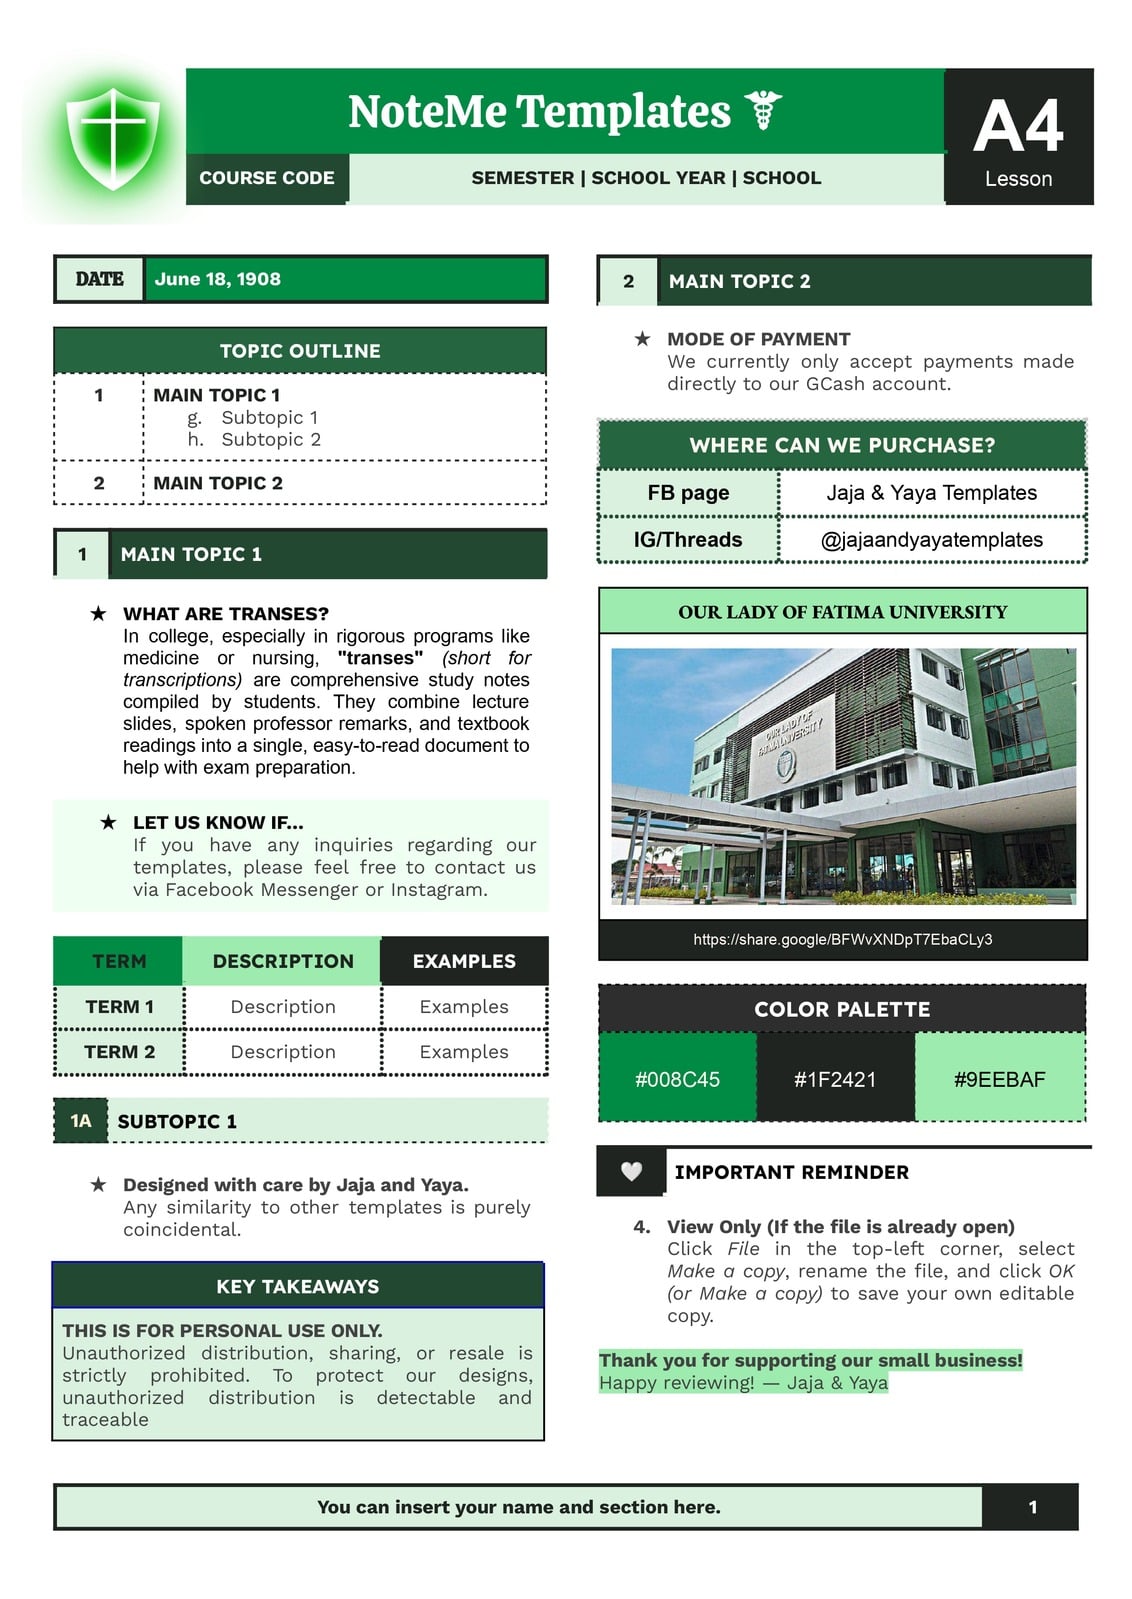 NoteMe Templates
COURSE CODE
SEMESTER | SCHOOL YEAR | SCHOOL
A4
Lesson
DATE
June 18, 1908
TOPIC OUTLINE
1
MAIN TOPIC 1
g. Subtopic 1
h. Subtopic 2
2
MAIN TOPIC 2
1
MAIN TOPIC 1
★ WHAT ARE TRANSES?
In college, especially in rigorous programs like
medicine or nursing, "transes" (short for
transcriptions) are comprehensive study notes
compiled by students. They combine lecture
slides, spoken professor remarks, and textbook
readings into a single, easy-to-read document to
help with exam preparation.
★ LET US KNOW IF...
If you have any inquiries regarding our
templates, please feel free to contact us
via Facebook Messenger or Instagram.
TERM
DESCRIPTION
EXAMPLES
TERM 1
Description
Examples
TERM 2
Description
Examples
1A
SUBTOPIC 1
★ Designed with care by Jaja and Yaya.
Any similarity to other templates is purely
coincidental.
KEY TAKEAWAYS
THIS IS FOR PERSONAL USE ONLY.
Unauthorized distribution, sharing, or resale is
strictly prohibited. To protect our designs,
unauthorized distribution is detectable and
traceable
2
MAIN TOPIC 2
★ MODE OF PAYMENT
We currently only accept payments made
directly to our GCash account.
WHERE CAN WE PURCHASE?
FB page
Jaja & Yaya Templates
IG/Threads
@jajaandyayatemplates
OUR LADY OF FATIMA UNIVERSITY
OUR LADY OF
FATIMA UNIVERSITY
https://share.google/BFWvXNDpT7EbaCLy3
COLOR PALETTE
#008C45
#1F2421
#9EEBAF
IMPORTANT REMINDER
4. View Only (If the file is already open)
Click File in the top-left corner, select
Make a copy, rename the file, and click OK
(or Make a copy) to save your own editable
copy.
Thank you for supporting our small business!
Happy reviewing! — Jaja & Yaya
You can insert your name and section here.
1